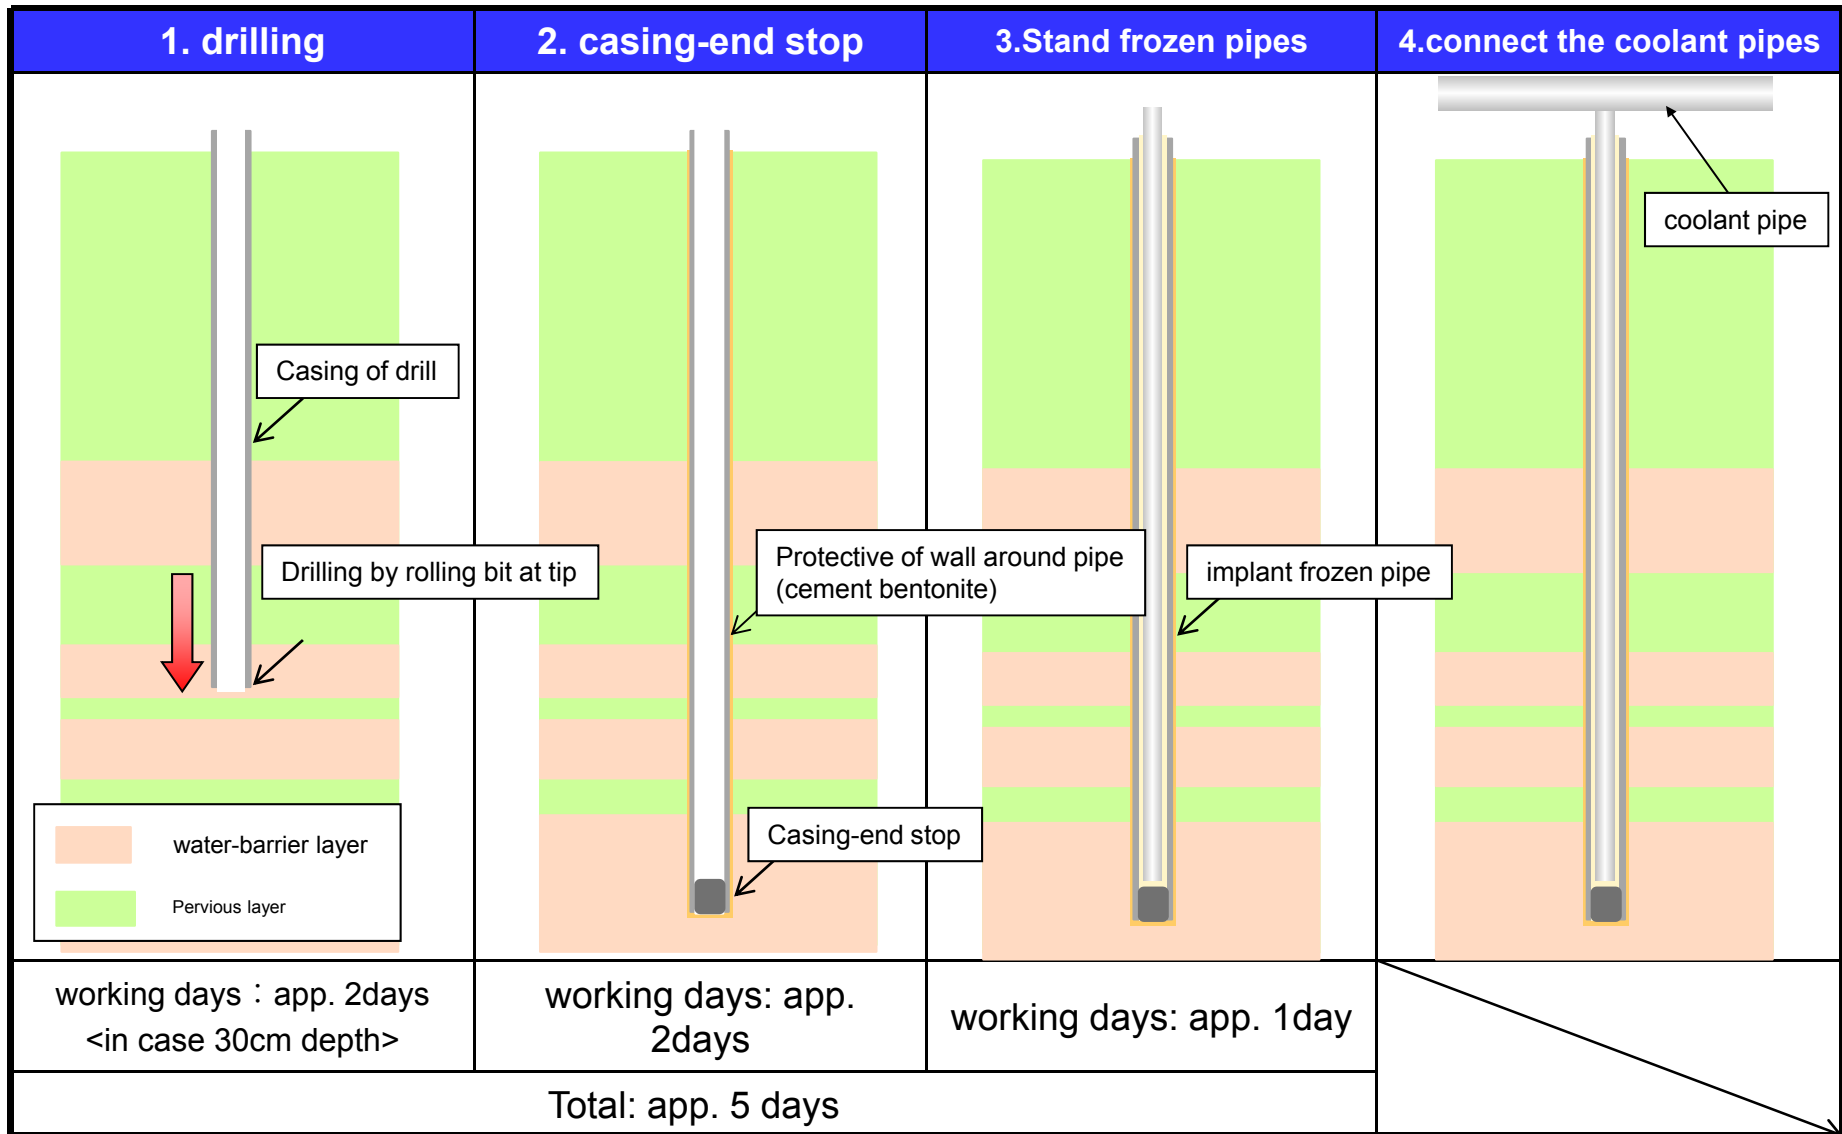 1. drilling
2. casing-end stop
3.Stand frozen pipes
4.connect the coolant pipes
coolant pipe
Casing of drill
Drilling by rolling bit at tip
Protective of wall around pipe
(cement bentonite)
implant frozen pipe
Casing-end stop
water-barrier layer
Pervious layer
working days：app. 2days
<in case 30cm depth>
working days: app.
2days
working days: app. 1day
Total: app. 5 days